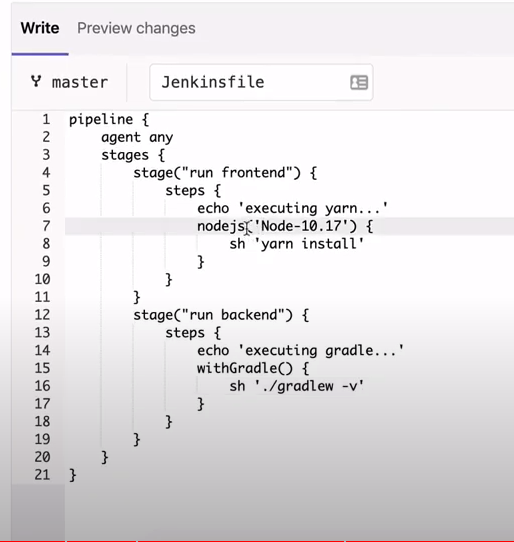 Write Preview changes
master Jenkinsfile
1 pipeline {
2     agent any
3     stages {
4         stage("run frontend") {
5             steps {
6                 echo 'executing yarn...'
7                 nodejs('Node-10.17') {
8                     sh 'yarn install'
9                 }
10             }
11         }
12         stage("run backend") {
13             steps {
14                 echo 'executing gradle...'
15                 withGradle() {
16                     sh './gradlew -v'
17                 }
18             }
19         }
20     }
21 }